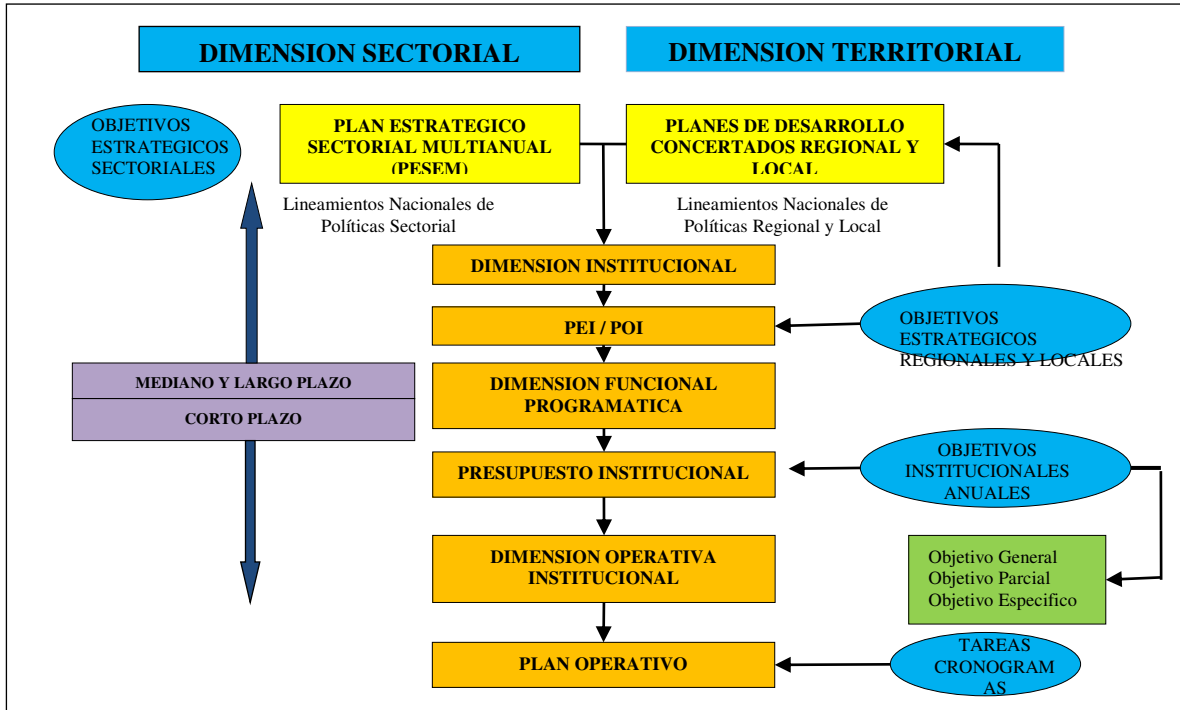 DIMENSION SECTORIAL
DIMENSION TERRITORIAL
OBJETIVOS
ESTRATEGICOS
SECTORIALES
PLAN ESTRATEGICO
SECTORIAL MULTIANUAL
(PESEM)
PLANES DE DESARROLLO
CONCERTADOS REGIONAL Y
LOCAL
Lineamientos Nacionales de
Políticas Sectorial
Lineamientos Nacionales de
Políticas Regional y Local
DIMENSION INSTITUCIONAL
PEI / POI
OBJETIVOS
ESTRATEGICOS
REGIONALES Y LOCALES
MEDIANO Y LARGO PLAZO
CORTO PLAZO
DIMENSION FUNCIONAL
PROGRAMATICA
PRESUPUESTO INSTITUCIONAL
OBJETIVOS
INSTITUCIONALES
ANUALES
DIMENSION OPERATIVA
INSTITUCIONAL
Objetivo General
Objetivo Parcial
Objetivo Especifico
PLAN OPERATIVO
TAREAS
CRONOGRAM
AS